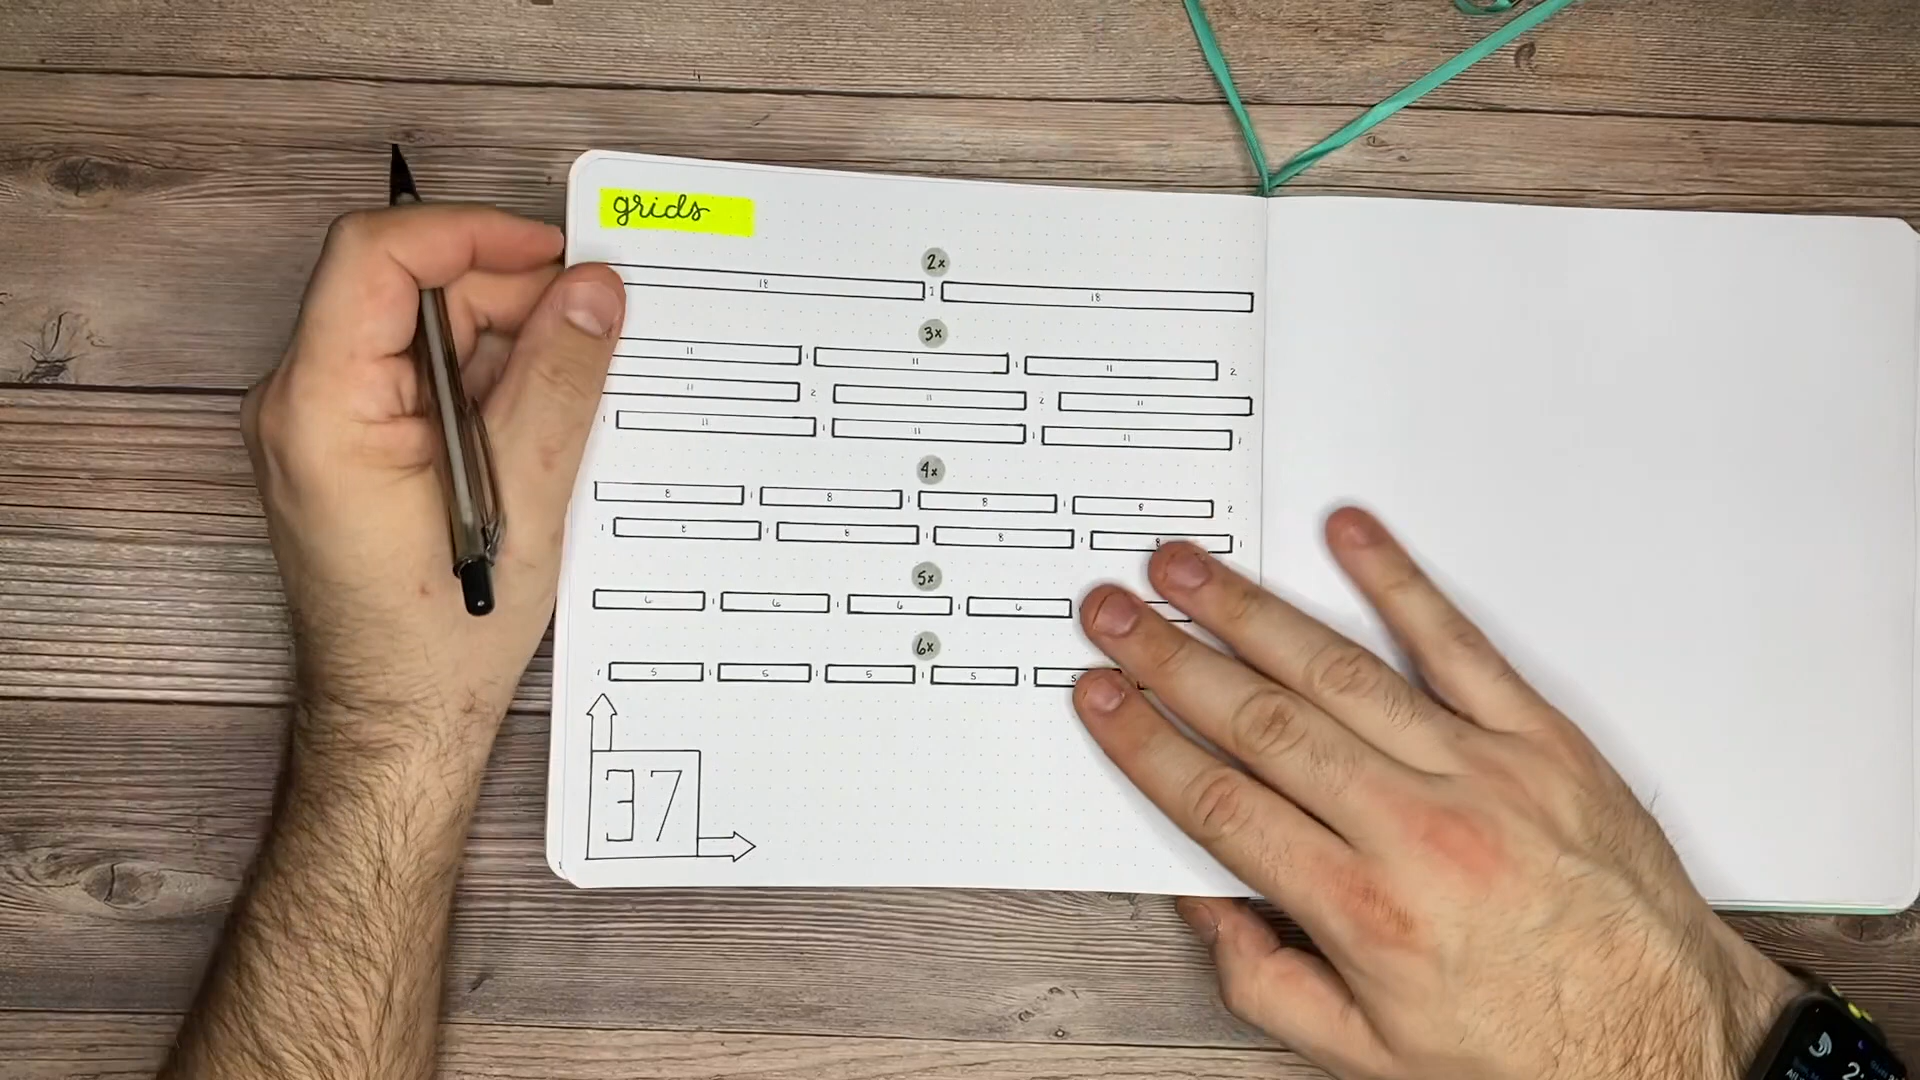 grids
2x
18 1 18
3x
11 1 11 1 11 2
11 2 11 2 11
1 11 1 11 1 11 1
4x
8 1 8 1 8 1 8 2
1 8 1 8 1 8 1 8 1
5x
6 1 6 1 6 1 6
6x
1 5 1 5 1 5 1 5 1 5
37